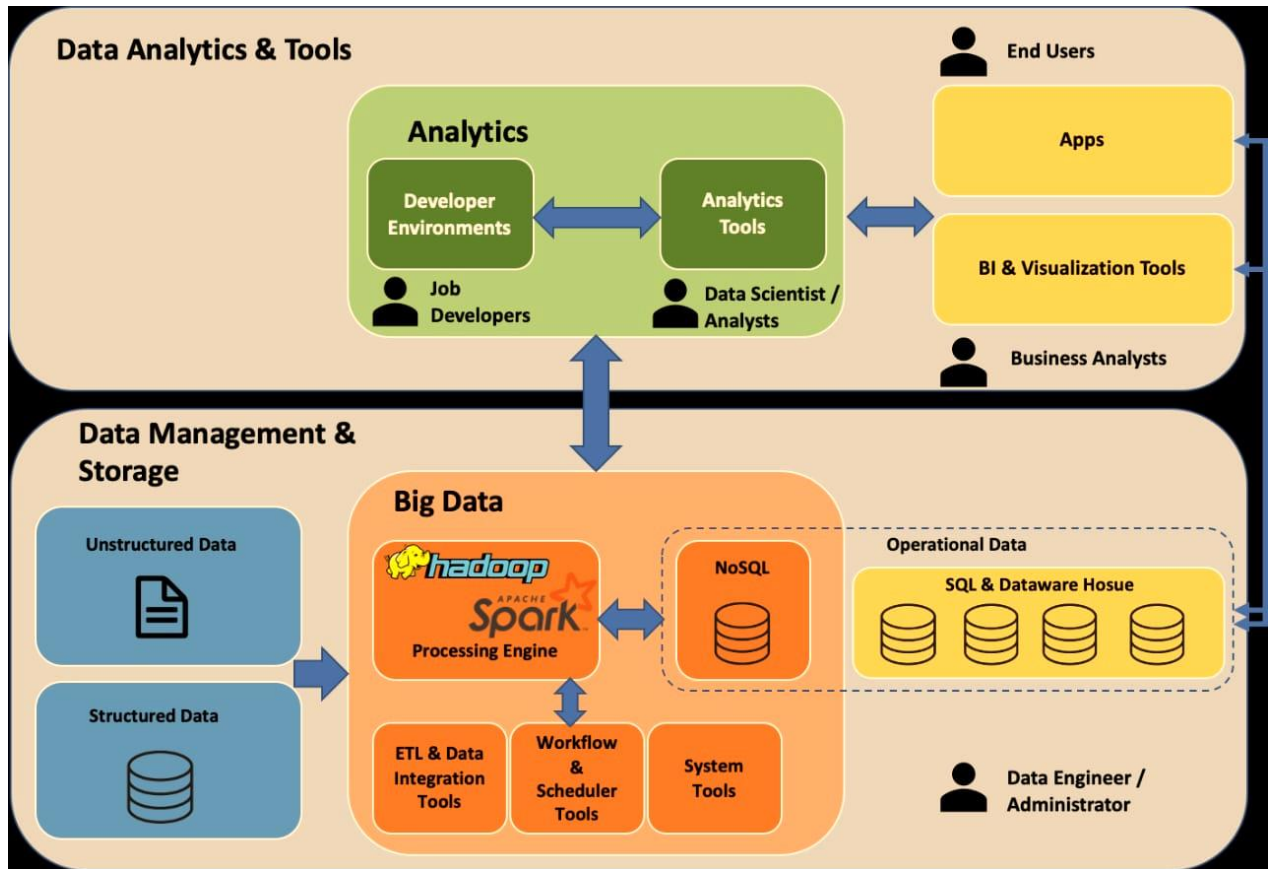 Data Analytics & Tools
End Users
Analytics
Apps
Developer
Environments
Analytics
Tools
BI & Visualization Tools
Job
Developers
Data Scientist /
Analysts
Business Analysts
Data Management &
Storage
Big Data
Unstructured Data
hadoop
APACHE
Spark
TM
Processing Engine
NoSQL
Operational Data
SQL & Dataware Hosue
Structured Data
ETL & Data
Integration
Tools
Workflow
&
Scheduler
Tools
System
Tools
Data Engineer /
Administrator